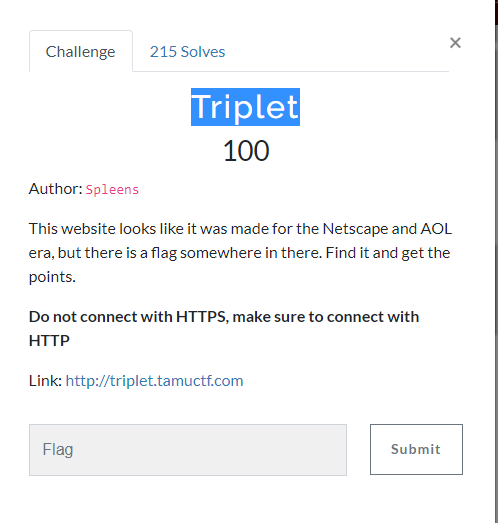 Challenge
215 Solves
×
Triplet
100
Author: Spleens
This website looks like it was made for the Netscape and AOL
era, but there is a flag somewhere in there. Find it and get the
points.
Do not connect with HTTPS, make sure to connect with
HTTP
Link: http://triplet.tamuctf.com
Flag
Submit